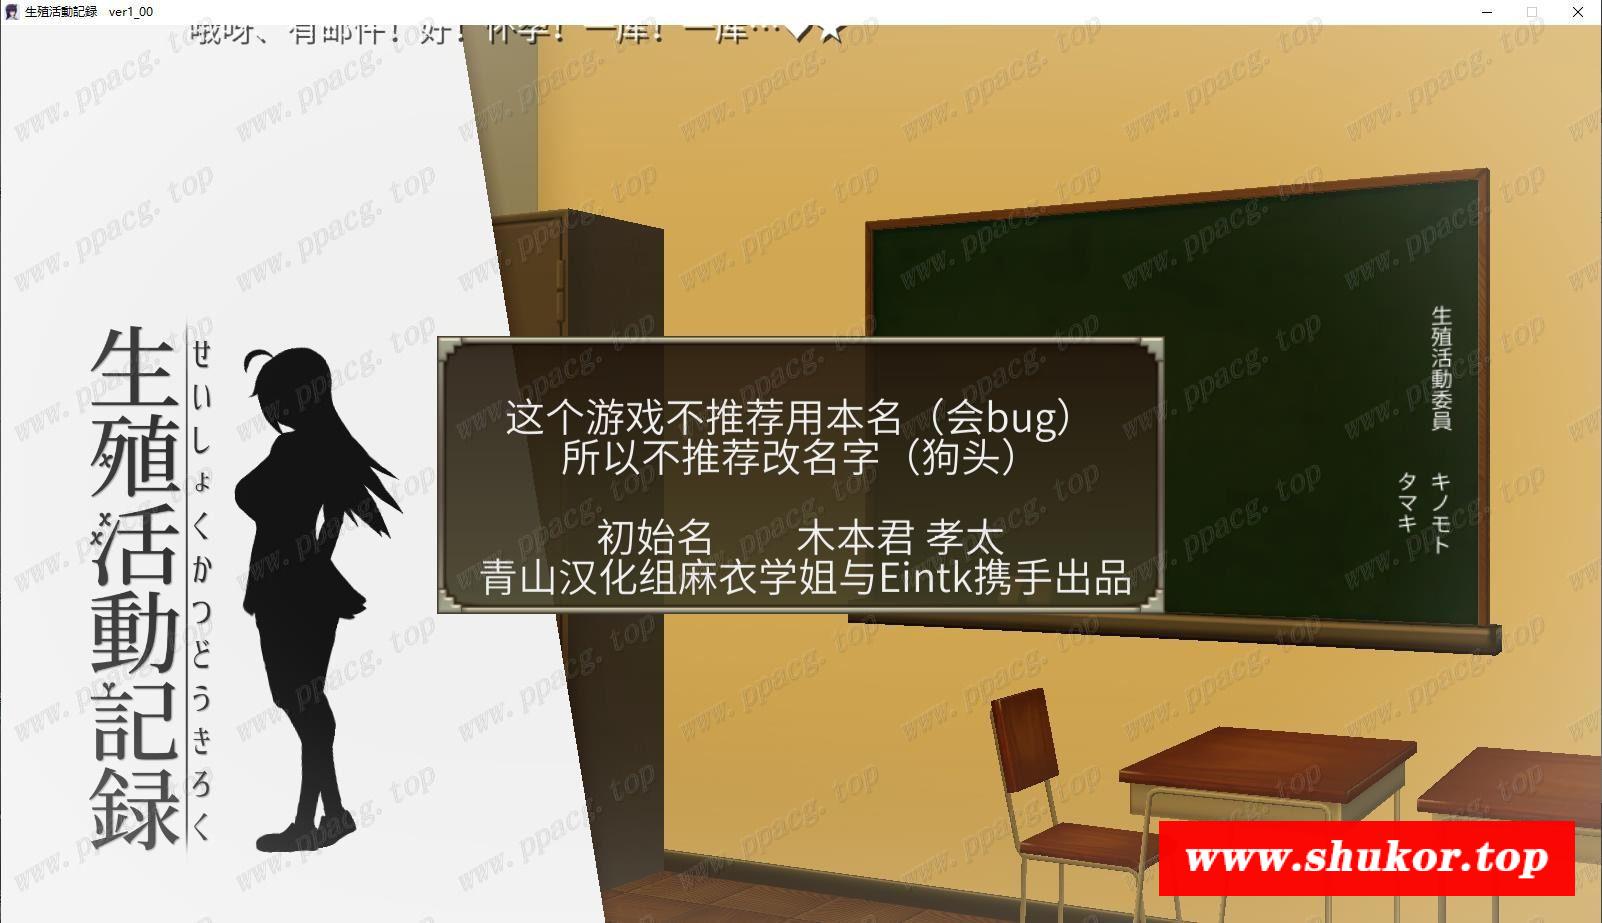 生殖活動記録 ver1_00
哦呀、有邮件！好！怀孕！一库！一库…♥★
生殖活動記録
せいしょくかつどうきろく
这个游戏不推荐用本名（会bug）
所以不推荐改名字（狗头）
初始名 木本君 孝太
青山汉化组麻衣学姐与Eintk携手出品
生殖活動委員
キノモト
タマキ
www.ppacg.top
www.shukor.top